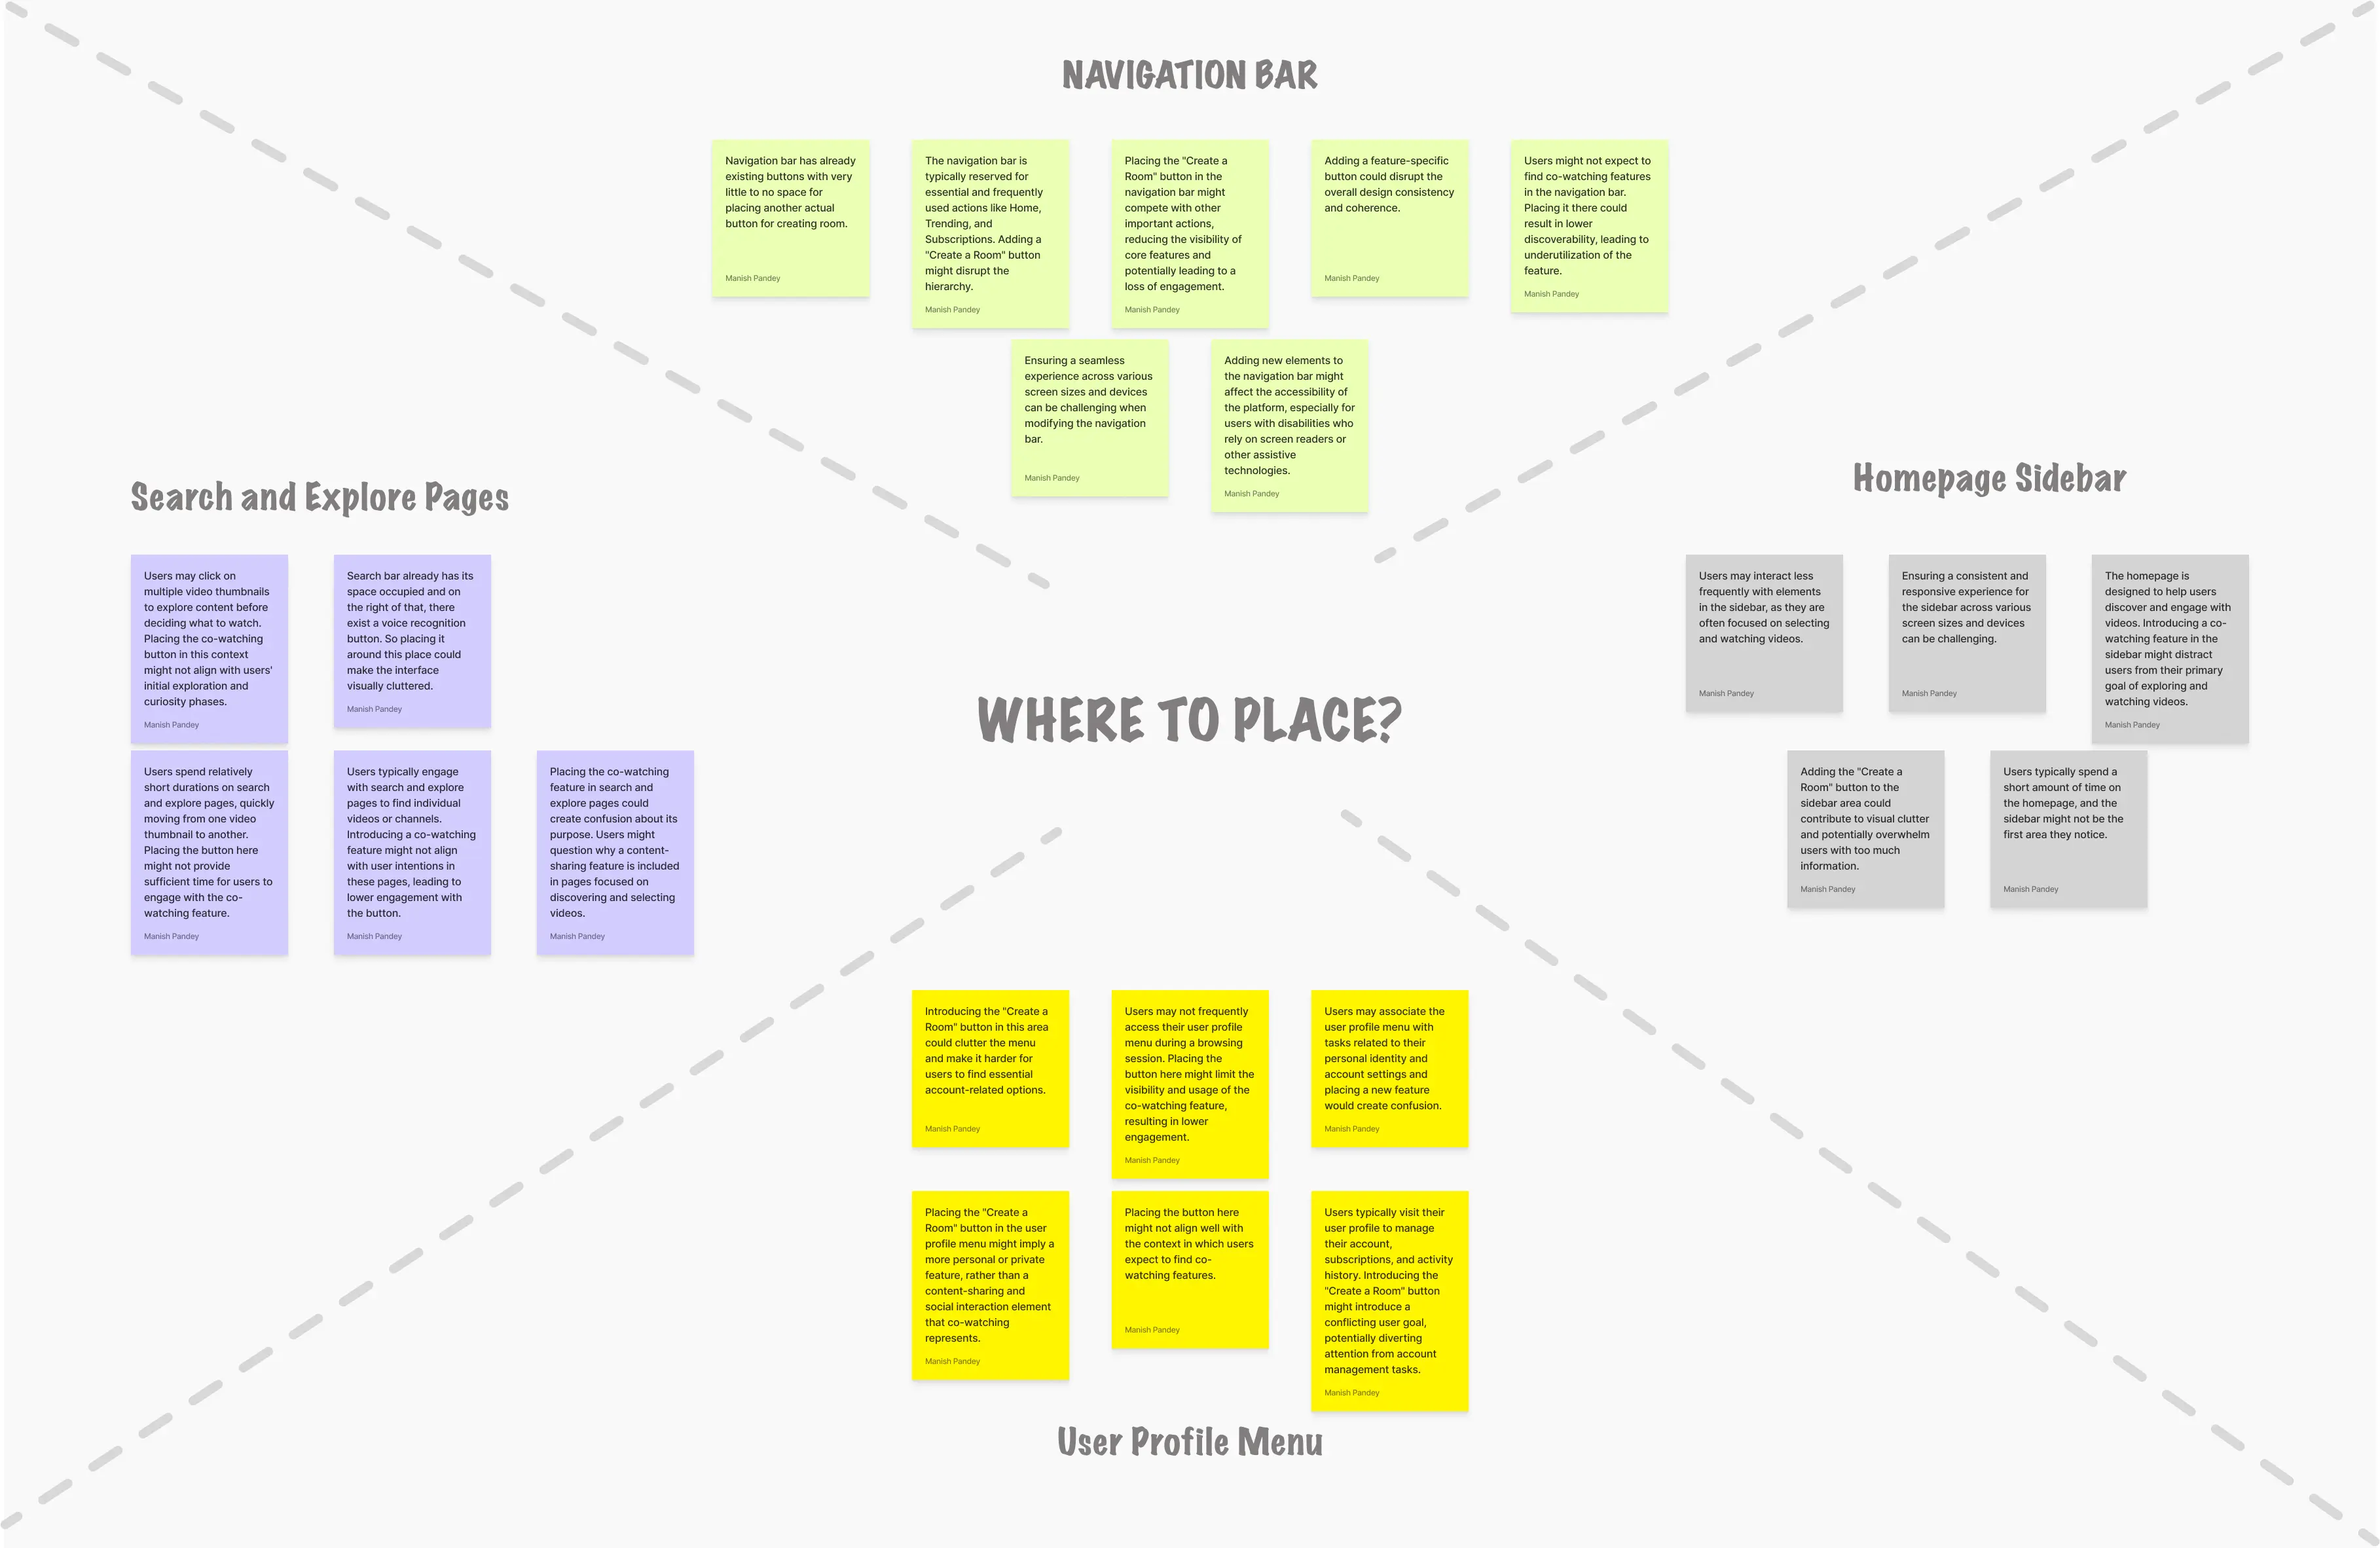 NAVIGATION BAR
Navigation bar has already
existing buttons with very
little to no space for
placing another actual
button for creating room.
Manish Pandey
The navigation bar is
typically reserved for
essential and frequently
used actions like Home,
Trending, and
Subscriptions. Adding a
"Create a Room" button
might disrupt the
hierarchy.
Manish Pandey
Placing the "Create a
Room" button in the
navigation bar might
compete with other
important actions,
reducing the visibility of
core features and
potentially leading to a
loss of engagement.
Manish Pandey
Adding a feature-specific
button could disrupt the
overall design consistency
and coherence.
Manish Pandey
Users might not expect to
find co-watching features
in the navigation bar.
Placing it there could
result in lower
discoverability, leading to
underutilization of the
feature.
Manish Pandey
Ensuring a seamless
experience across various
screen sizes and devices
can be challenging when
modifying the navigation
bar.
Manish Pandey
Adding new elements to
the navigation bar might
affect the accessibility of
the platform, especially for
users with disabilities who
rely on screen readers or
other assistive
technologies.
Manish Pandey
Search and Explore Pages
Users may click on
multiple video thumbnails
to explore content before
deciding what to watch.
Placing the co-watching
button in this context
might not align with users'
initial exploration and
curiosity phases.
Manish Pandey
Search bar already has its
space occupied and on
the right of that, there
exist a voice recognition
button. So placing it
around this place could
make the interface
visually cluttered.
Manish Pandey
Users spend relatively
short durations on search
and explore pages, quickly
moving from one video
thumbnail to another.
Placing the button here
might not provide
sufficient time for users to
engage with the co-
watching feature.
Manish Pandey
Users typically engage
with search and explore
pages to find individual
videos or channels.
Introducing a co-watching
feature might not align
with user intentions in
these pages, leading to
lower engagement with
the button.
Manish Pandey
Placing the co-watching
feature in search and
explore pages could
create confusion about its
purpose. Users might
question why a content-
sharing feature is included
in pages focused on
discovering and selecting
videos.
Manish Pandey
WHERE TO PLACE?
Homepage Sidebar
Users may interact less
frequently with elements
in the sidebar, as they are
often focused on selecting
and watching videos.
Manish Pandey
Ensuring a consistent and
responsive experience for
the sidebar across various
screen sizes and devices
can be challenging.
Manish Pandey
The homepage is
designed to help users
discover and engage with
videos. Introducing a co-
watching feature in the
sidebar might distract
users from their primary
goal of exploring and
watching videos.
Manish Pandey
Adding the "Create a
Room" button to the
sidebar area could
contribute to visual clutter
and potentially overwhelm
users with too much
information.
Manish Pandey
Users typically spend a
short amount of time on
the homepage, and the
sidebar might not be the
first area they notice.
Manish Pandey
Introducing the "Create a
Room" button in this area
could clutter the menu
and make it harder for
users to find essential
account-related options.
Manish Pandey
Users may not frequently
access their user profile
menu during a browsing
session. Placing the
button here might limit the
visibility and usage of the
co-watching feature,
resulting in lower
engagement.
Manish Pandey
Users may associate the
user profile menu with
tasks related to their
personal identity and
account settings and
placing a new feature
would create confusion.
Manish Pandey
Placing the "Create a
Room" button in the user
profile menu might imply a
more personal or private
feature, rather than a
content-sharing and
social interaction element
that co-watching
represents.
Manish Pandey
Placing the button here
might not align well with
the context in which users
expect to find co-
watching features.
Manish Pandey
Users typically visit their
user profile to manage
their account,
subscriptions, and activity
history. Introducing the
"Create a Room" button
might introduce a
conflicting user goal,
potentially diverting
attention from account
management tasks.
Manish Pandey
User Profile Menu